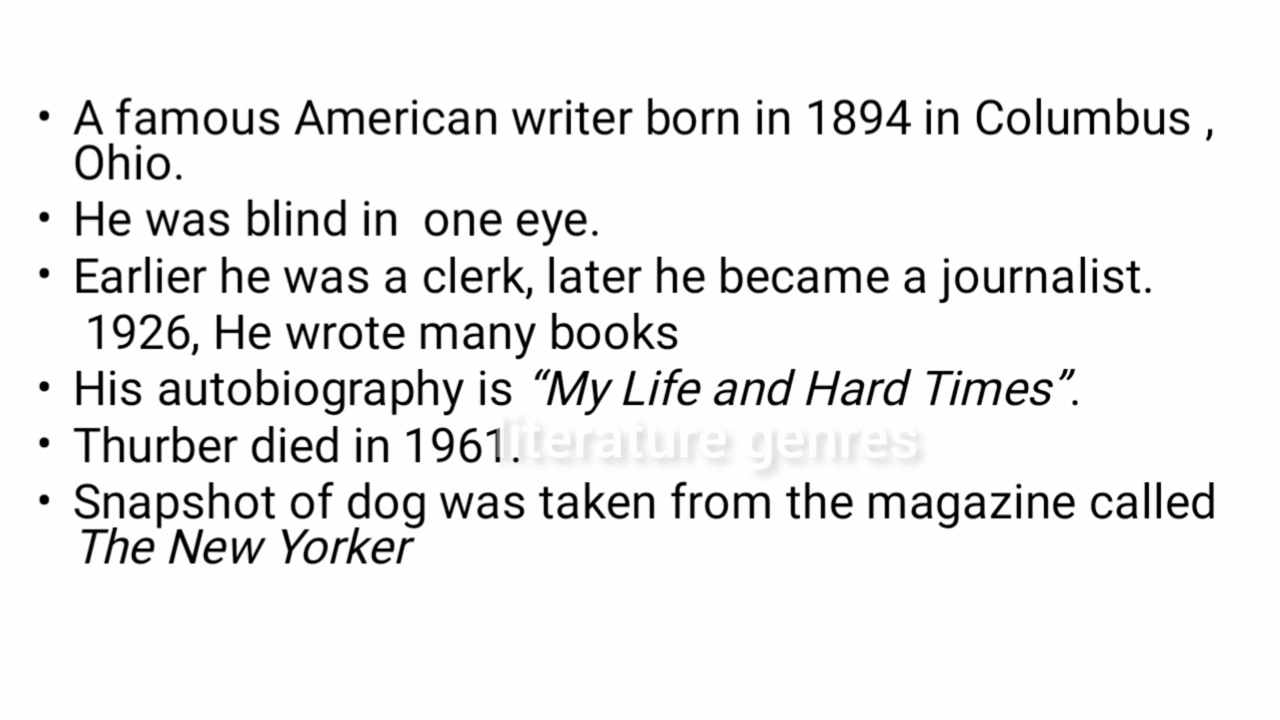 • A famous American writer born in 1894 in Columbus ,
Ohio.
• He was blind in  one eye.
• Earlier he was a clerk, later he became a journalist.
1926, He wrote many books
• His autobiography is “My Life and Hard Times”.
• Thurber died in 1961.
literature genres
• Snapshot of dog was taken from the magazine called
The New Yorker